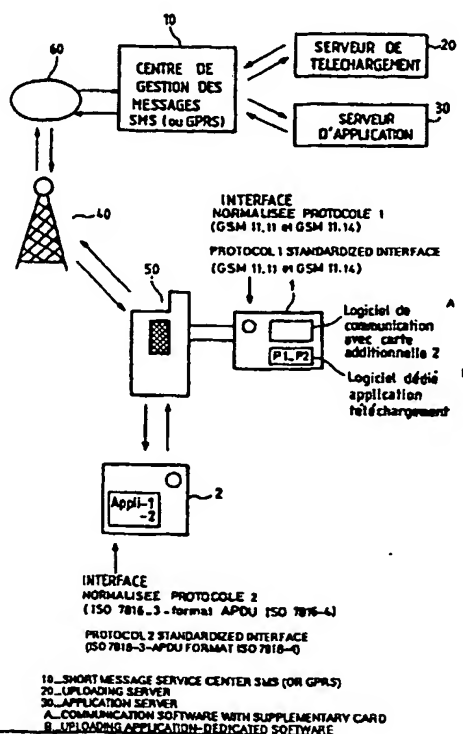 10
60
CENTRE DE
GESTION DES
MESSAGES
SMS (ou GPRS)
SERVEUR DE
TELECHARGEMENT
20
SERVEUR
D'APPLICATION
30
40
INTERFACE
NORMALISEE PROTOCOLE 1
(GSM 11.11 et GSM 11.14)
PROTOCOL 1 STANDARDIZED INTERFACE
(GSM 11.11 et GSM 11.14)
50
1
A
Logiciel de
communication
avec carte
additionnelle 2
P1_P2
Logiciel dédié
application
téléchargement
Appli-1
-2
2
INTERFACE
NORMALISEE PROTOCOLE 2
(ISO 7816_3_format APDU ISO 7816-4)
PROTOCOL 2 STANDARDIZED INTERFACE
(ISO 7816-3-APDU FORMAT ISO 7816-4)
10_SHORT MESSAGE SERVICE CENTER SMS (OR GPRS)
20_UPLOADING SERVER
30_APPLICATION SERVER
A_COMMUNICATION SOFTWARE WITH SUPPLEMENTARY CARD
B_UPLOADING APPLICATION-DEDICATED SOFTWARE